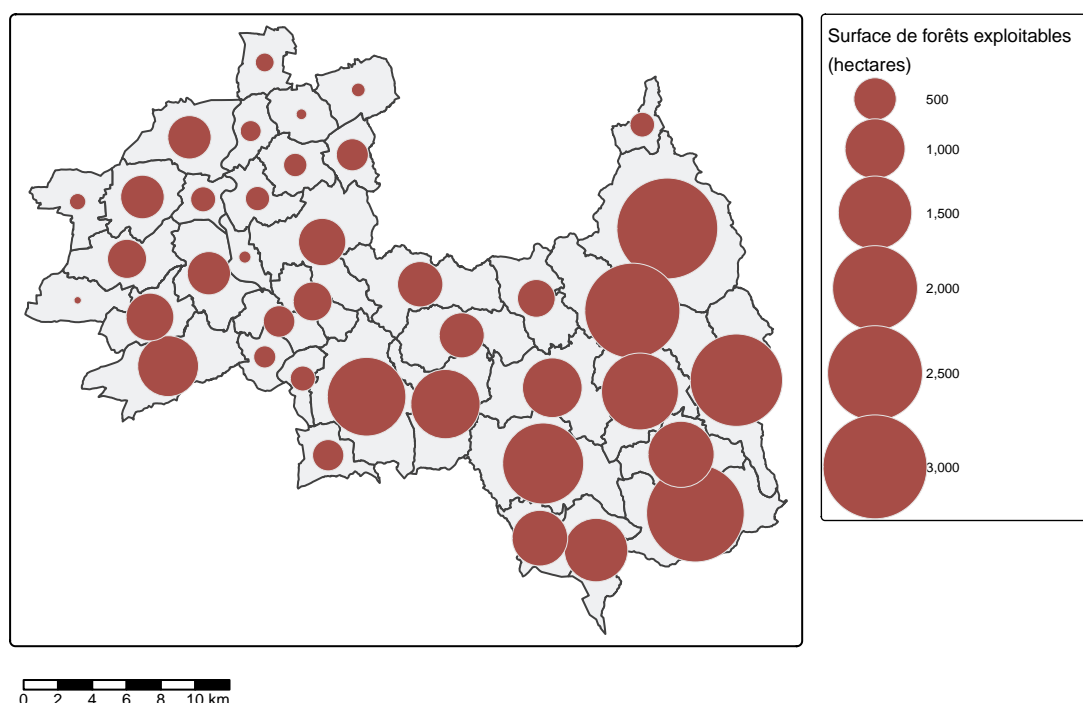 Surface de forêts exploitables
(hectares)
500
1,000
1,500
2,000
2,500
3,000
0 2 4 6 8 10 km